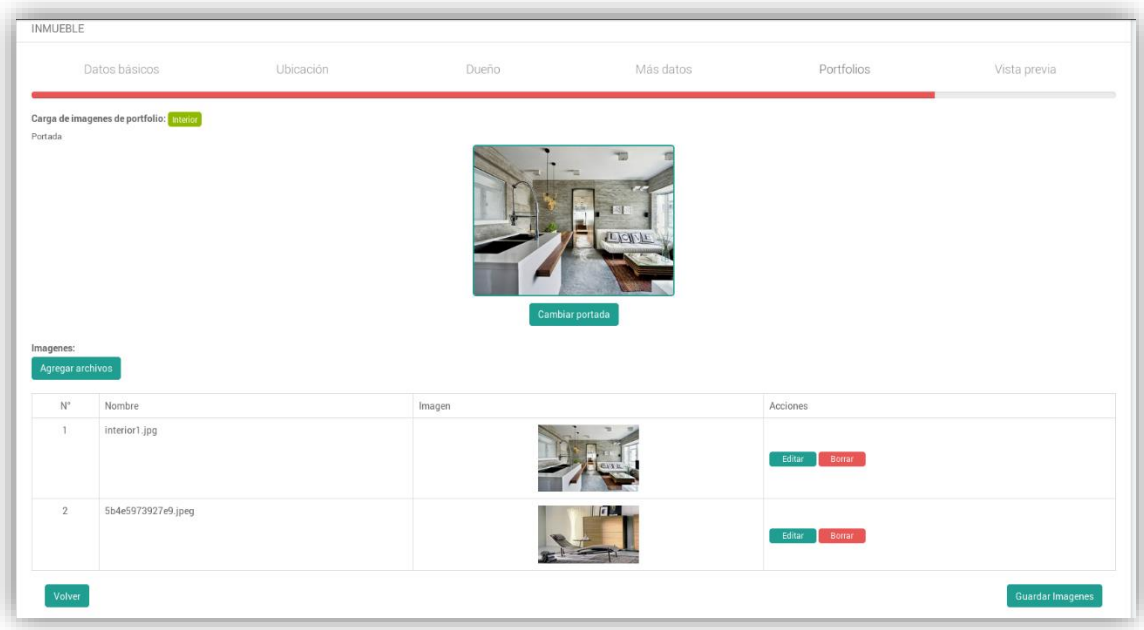 INMUEBLE
Datos básicos Ubicación Dueño Más datos Portfolios Vista previa
Carga de imagenes de portfolio: Interior
Portada
Cambiar portada
Imagenes:
Agregar archivos
N° Nombre Imagen Acciones
1 interior1.jpg Editar Borrar
2 5b4e5973927e9.jpeg Editar Borrar
Volver Guardar Imagenes